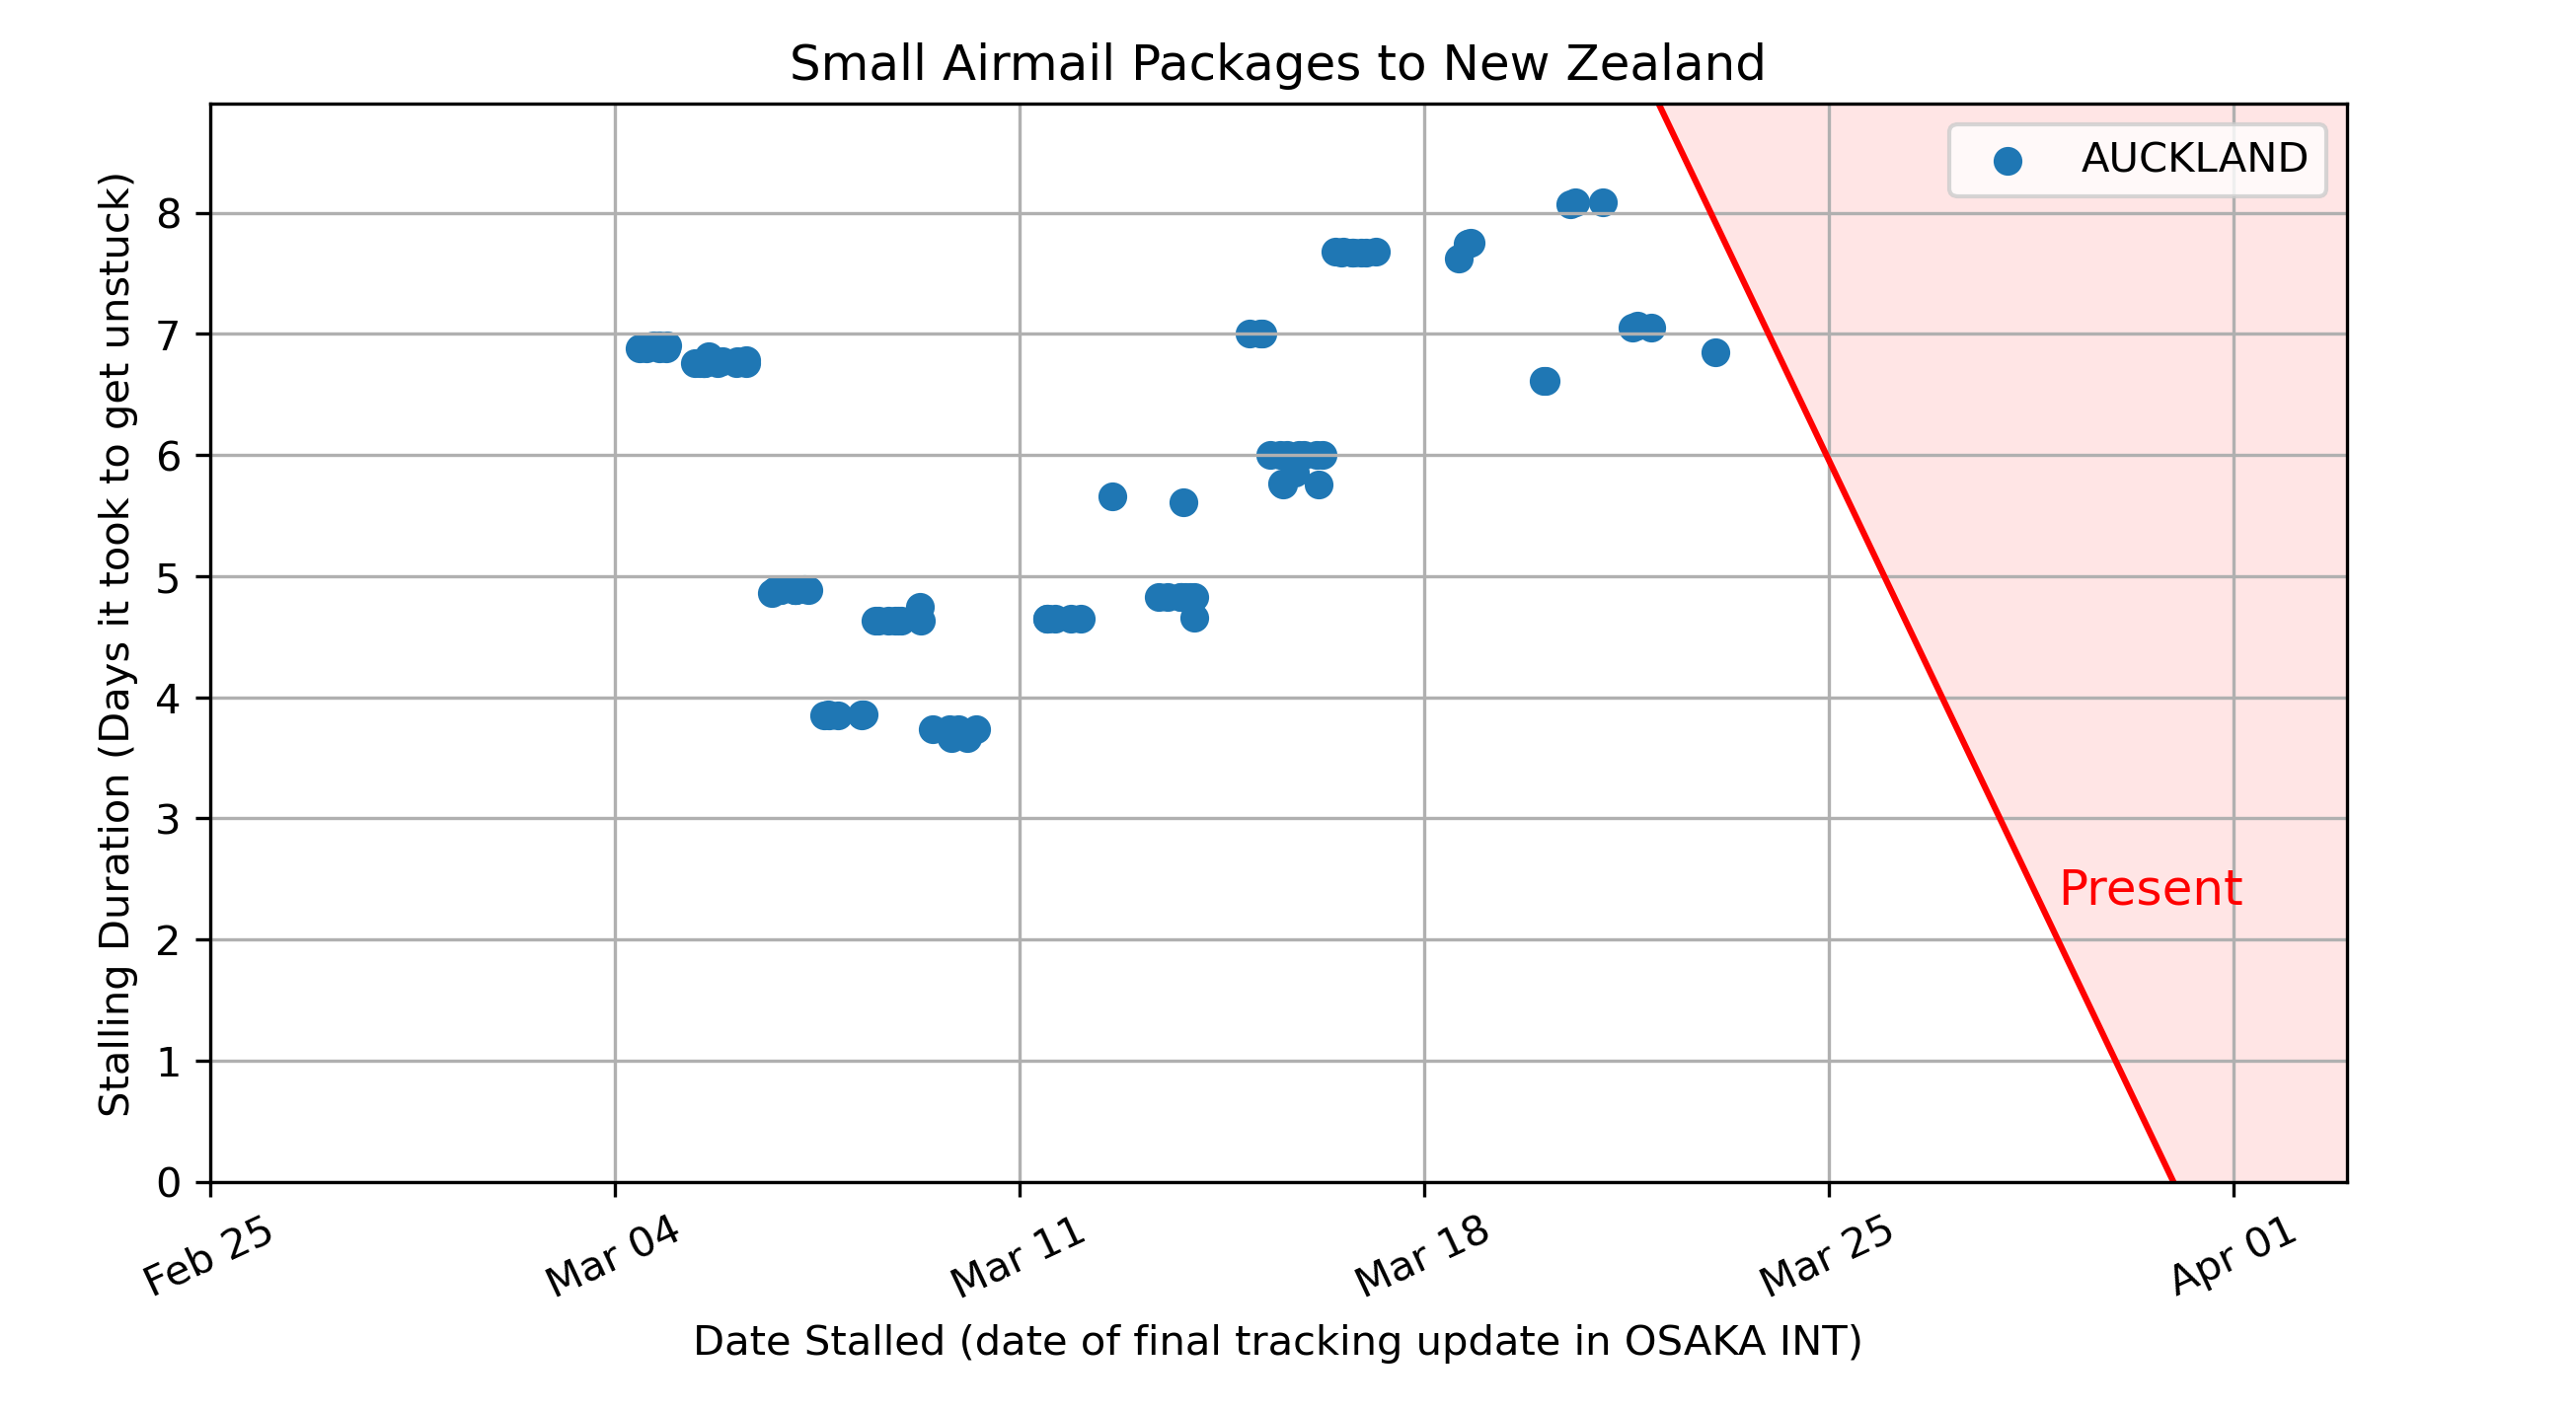 Small Airmail Packages to New Zealand
AUCKLAND
Stalling Duration (Days it took to get unstuck)
8
7
6
5
4
3
2
1
0
Present
Feb 25
Mar 04
Mar 11
Mar 18
Mar 25
Apr 01
Date Stalled (date of final tracking update in OSAKA INT)